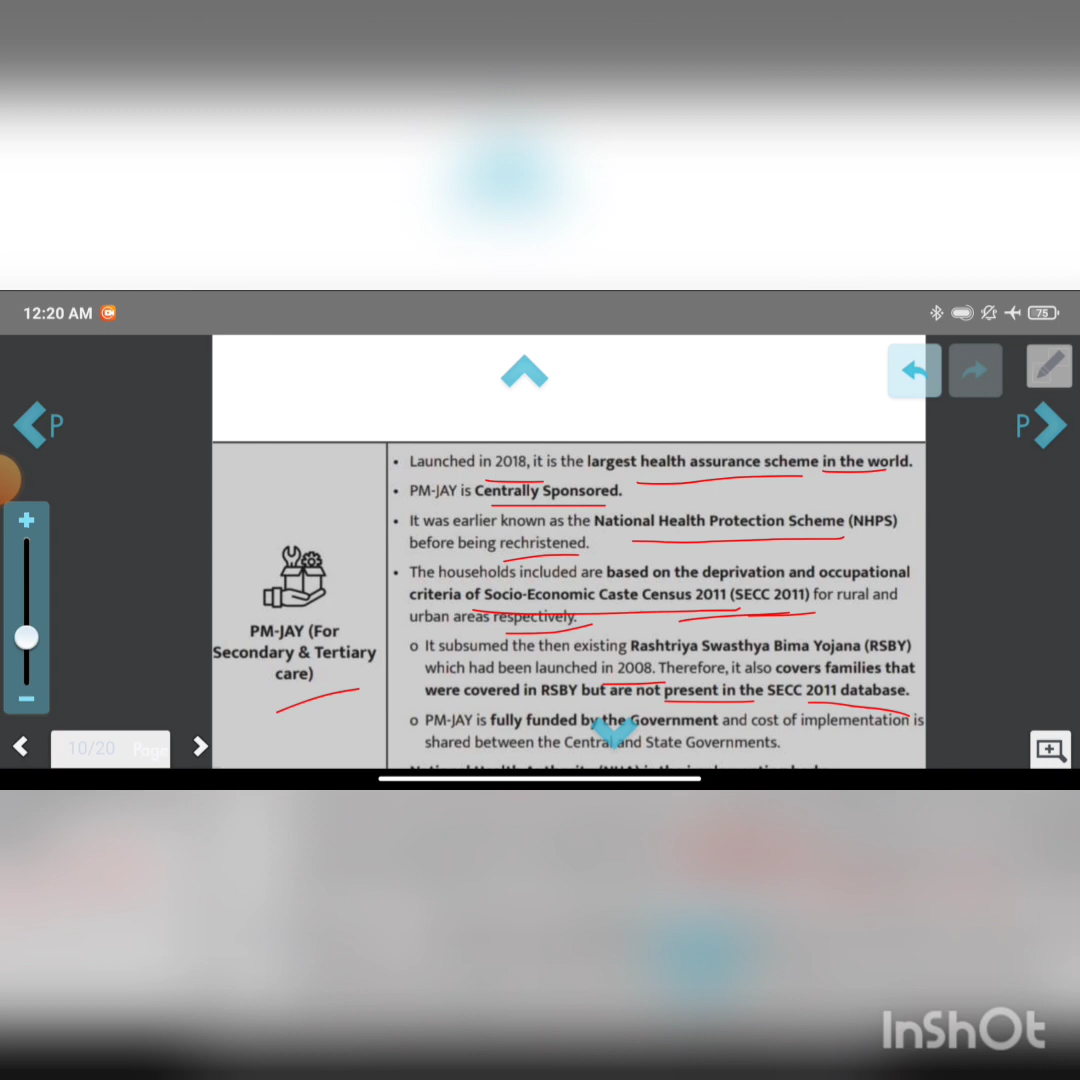 12:20 AM
75
P
P
• Launched in 2018, it is the largest health assurance scheme in the world.
• PM-JAY is Centrally Sponsored.
• It was earlier known as the National Health Protection Scheme (NHPS)
before being rechristened.
• The households included are based on the deprivation and occupational
criteria of Socio-Economic Caste Census 2011 (SECC 2011) for rural and
urban areas respectively.
PM-JAY (For
Secondary & Tertiary
care)
o It subsumed the then existing Rashtriya Swasthya Bima Yojana (RSBY)
which had been launched in 2008. Therefore, it also covers families that
were covered in RSBY but are not present in the SECC 2011 database.
o PM-JAY is fully funded by the Government and cost of implementation is
shared between the Central and State Governments.
10/20 Page
InShOt